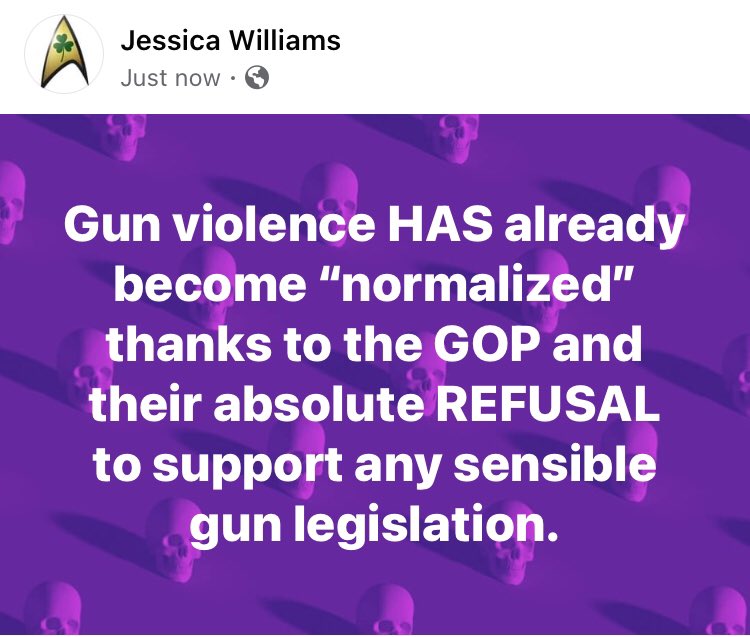 Jessica Williams
Just now ·
Gun violence HAS already
become “normalized”
thanks to the GOP and
their absolute REFUSAL
to support any sensible
gun legislation.